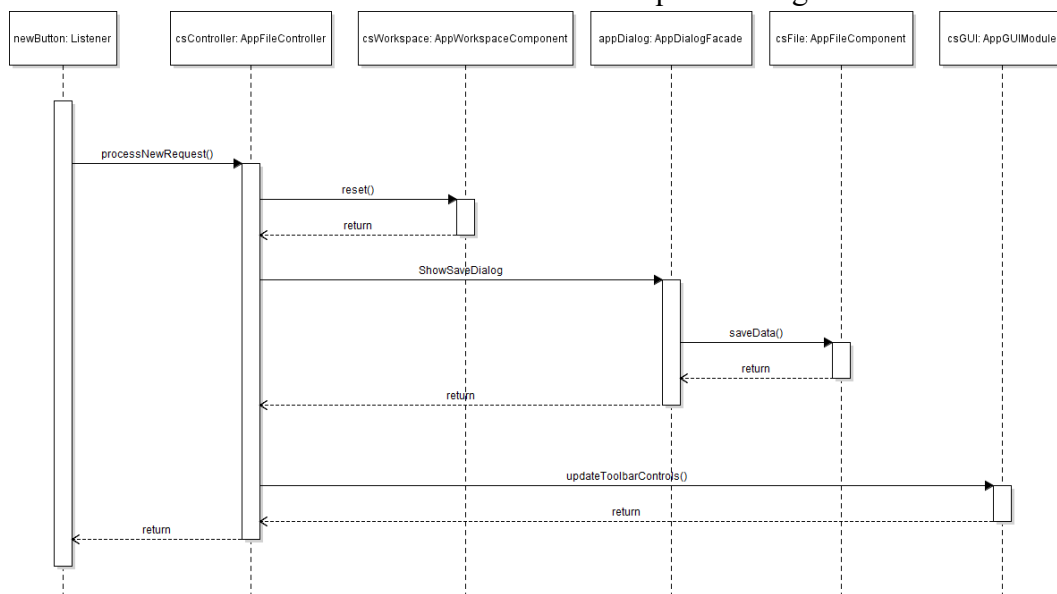 newButton: Listener
csController: AppFileController
csWorkspace: AppWorkspaceComponent
appDialog: AppDialogFacade
csFile: AppFileComponent
csGUI: AppGUIModule
processNewRequest()
reset()
return
ShowSaveDialog
saveData()
return
return
updateToolbarControls()
return
return